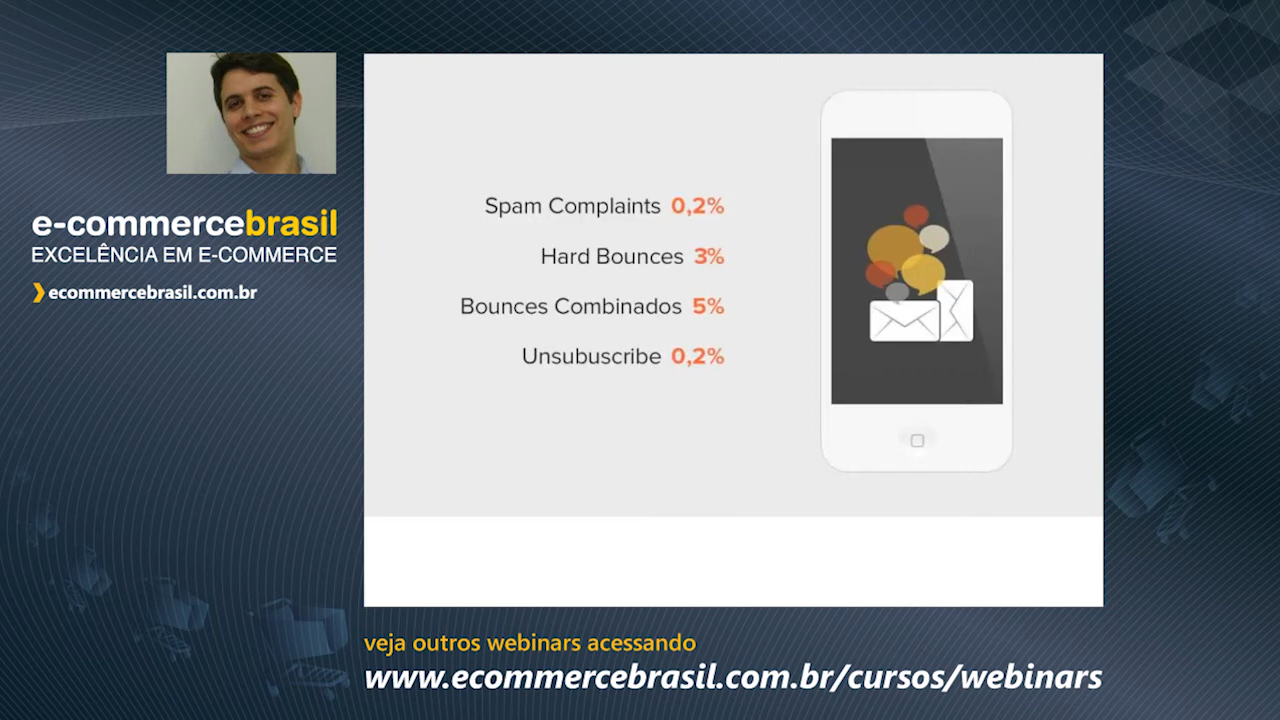 e-commercebrasil
EXCELÊNCIA EM E-COMMERCE
ecommercebrasil.com.br
Spam Complaints 0,2%
Hard Bounces 3%
Bounces Combinados 5%
Unsubuscribe 0,2%
veja outros webinars acessando
www.ecommercebrasil.com.br/cursos/webinars